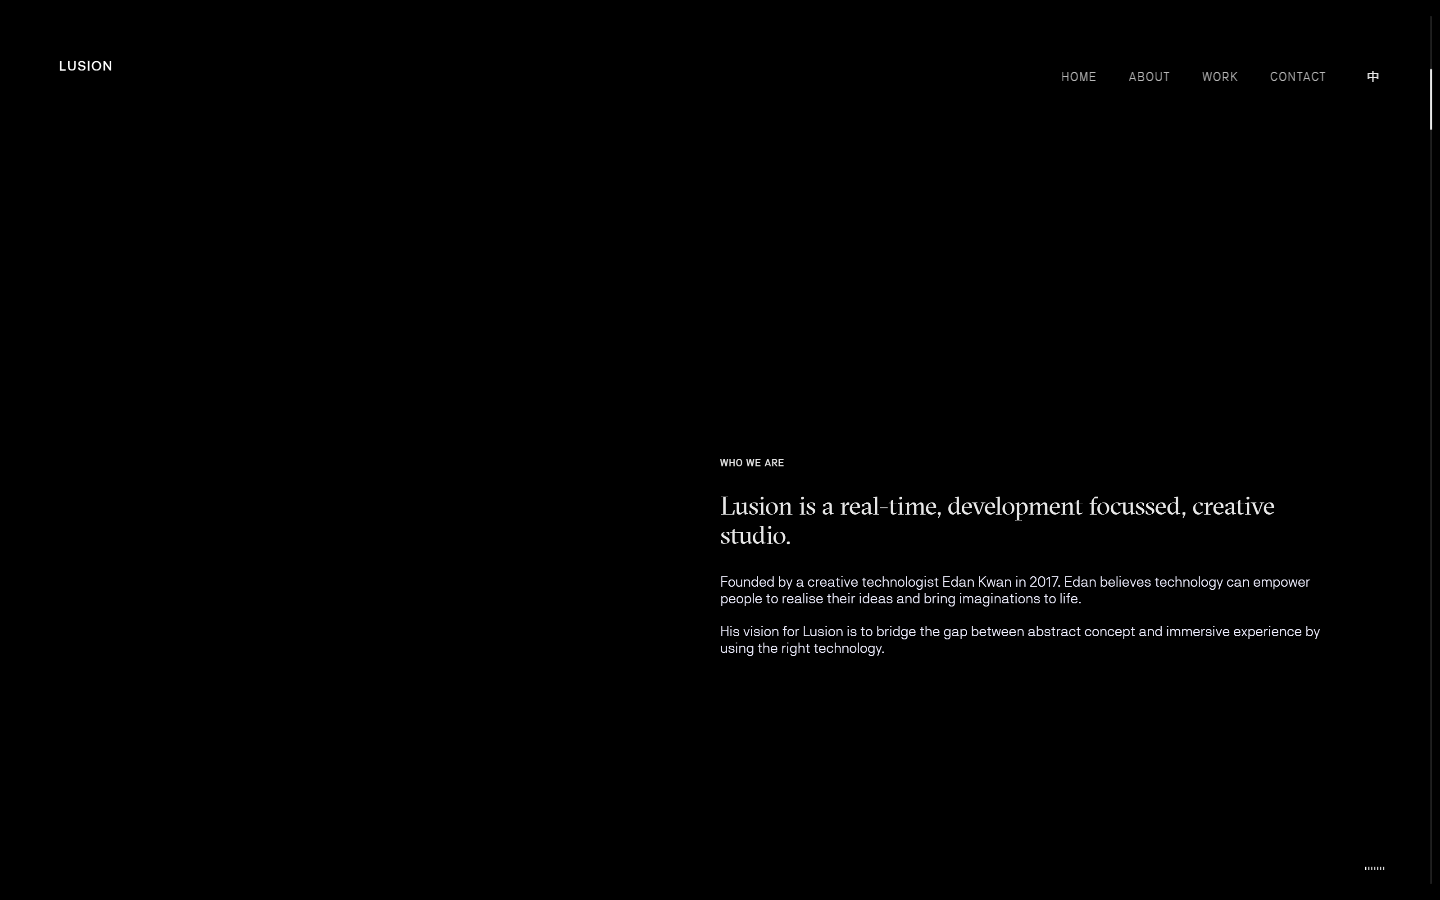 LUSION
HOME ABOUT WORK CONTACT 中
WHO WE ARE
Lusion is a real-time, development focussed, creative
studio.
Founded by a creative technologist Edan Kwan in 2017. Edan believes technology can empower
people to realise their ideas and bring imaginations to life.
His vision for Lusion is to bridge the gap between abstract concept and immersive experience by
using the right technology.